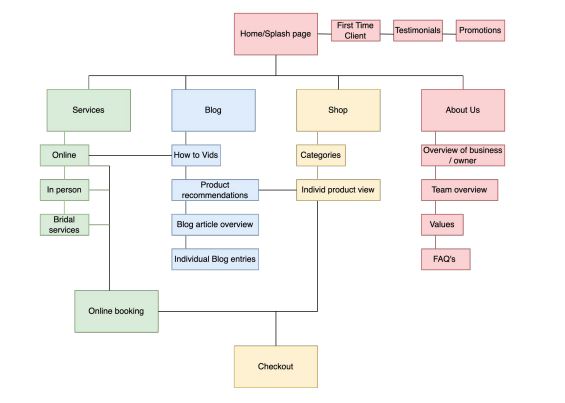 Home/Splash page
First Time
Client
Testimonials
Promotions
Services
Blog
Shop
About Us
Online
How to Vids
Categories
Overview of business
/ owner
In person
Product
recommendations
Individ product view
Team overview
Bridal
services
Blog article overview
Values
Individual Blog entries
FAQ's
Online booking
Checkout